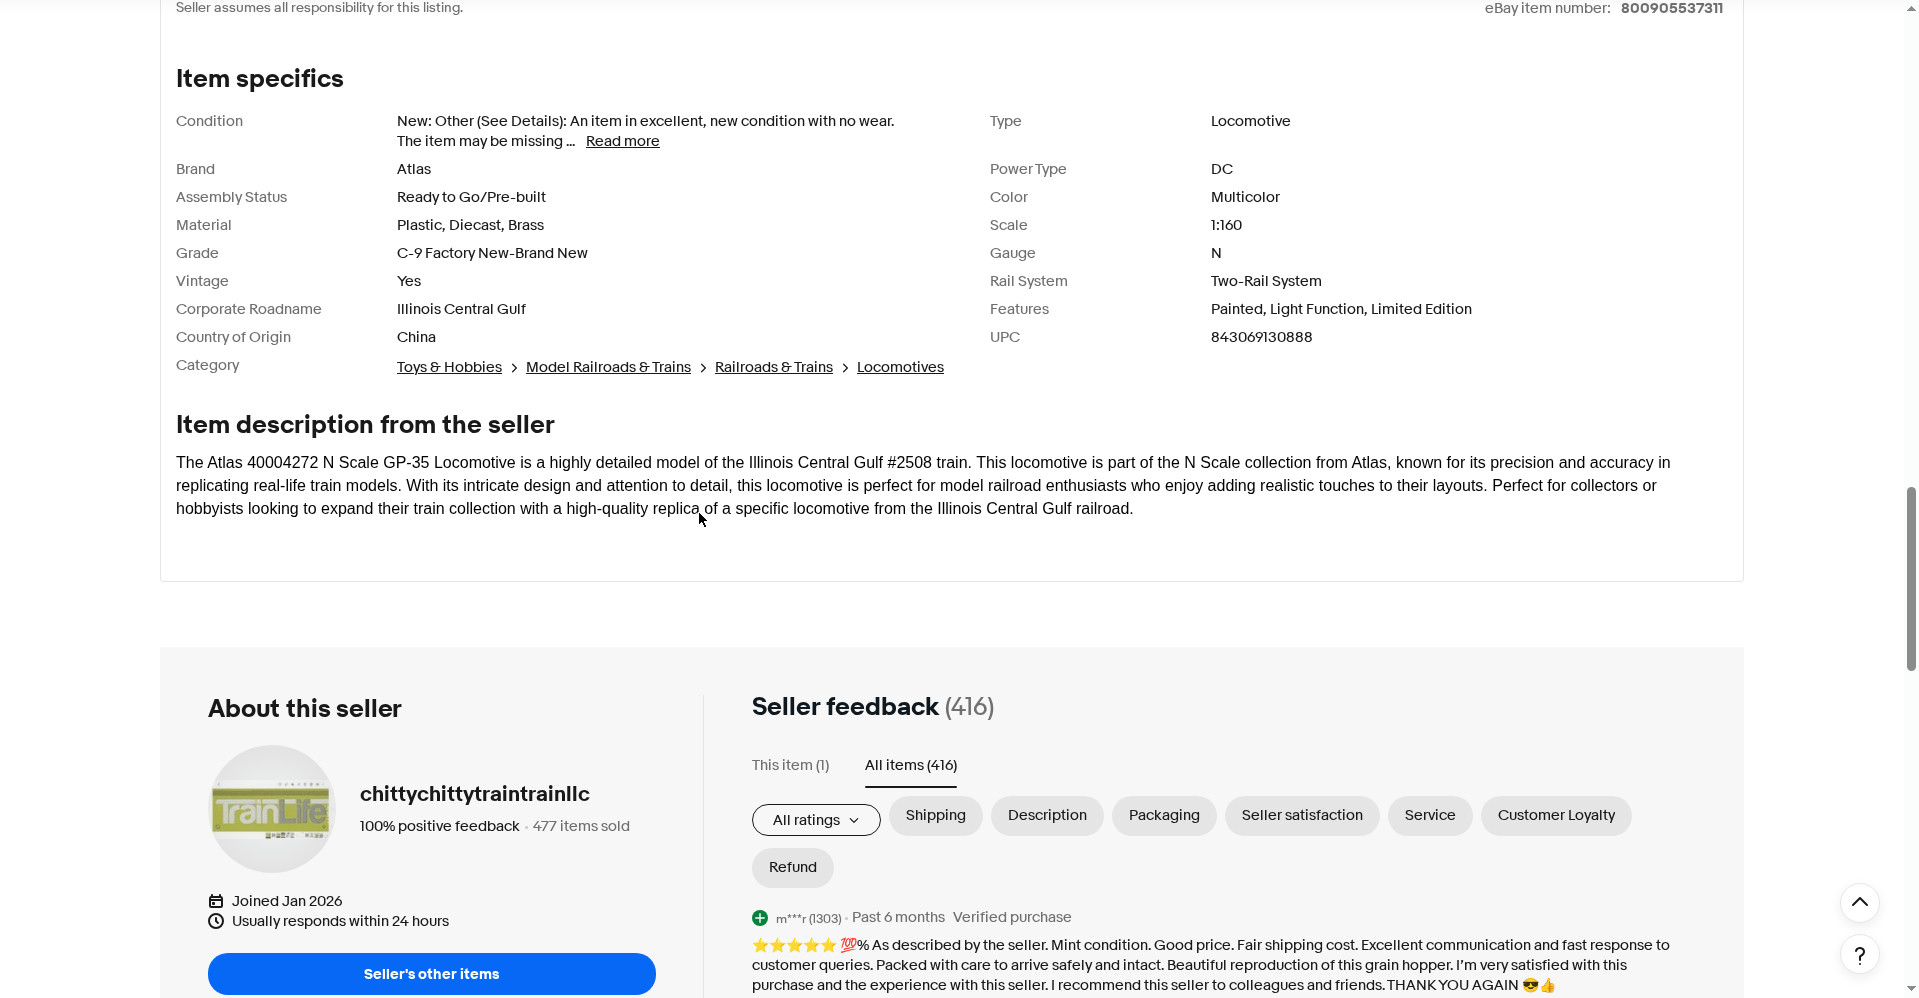 Seller assumes all responsibility for this listing.
eBay item number: 800905537311
Item specifics
Condition
New: Other (See Details): An item in excellent, new condition with no wear.
The item may be missing ... Read more
Type
Locomotive
Brand
Atlas
Power Type
DC
Assembly Status
Ready to Go/Pre-built
Color
Multicolor
Material
Plastic, Diecast, Brass
Scale
1:160
Grade
C-9 Factory New-Brand New
Gauge
N
Vintage
Yes
Rail System
Two-Rail System
Corporate Roadname
Illinois Central Gulf
Features
Painted, Light Function, Limited Edition
Country of Origin
China
UPC
843069130888
Category
Toys & Hobbies > Model Railroads & Trains > Railroads & Trains > Locomotives
Item description from the seller
The Atlas 40004272 N Scale GP-35 Locomotive is a highly detailed model of the Illinois Central Gulf #2508 train. This locomotive is part of the N Scale collection from Atlas, known for its precision and accuracy in
replicating real-life train models. With its intricate design and attention to detail, this locomotive is perfect for model railroad enthusiasts who enjoy adding realistic touches to their layouts. Perfect for collectors or
hobbyists looking to expand their train collection with a high-quality replica of a specific locomotive from the Illinois Central Gulf railroad.
About this seller
TrainLife
chittychittytraintrainllc
100% positive feedback · 477 items sold
Joined Jan 2026
Usually responds within 24 hours
Seller's other items
Seller feedback (416)
This item (1)
All items (416)
All ratings
Shipping
Description
Packaging
Seller satisfaction
Service
Customer Loyalty
Refund
m***r (1303) · Past 6 months Verified purchase
⭐⭐⭐⭐⭐ 💯% As described by the seller. Mint condition. Good price. Fair shipping cost. Excellent communication and fast response to
customer queries. Packed with care to arrive safely and intact. Beautiful reproduction of this grain hopper. I'm very satisfied with this
purchase and the experience with this seller. I recommend this seller to colleagues and friends. THANK YOU AGAIN 😎👍
?